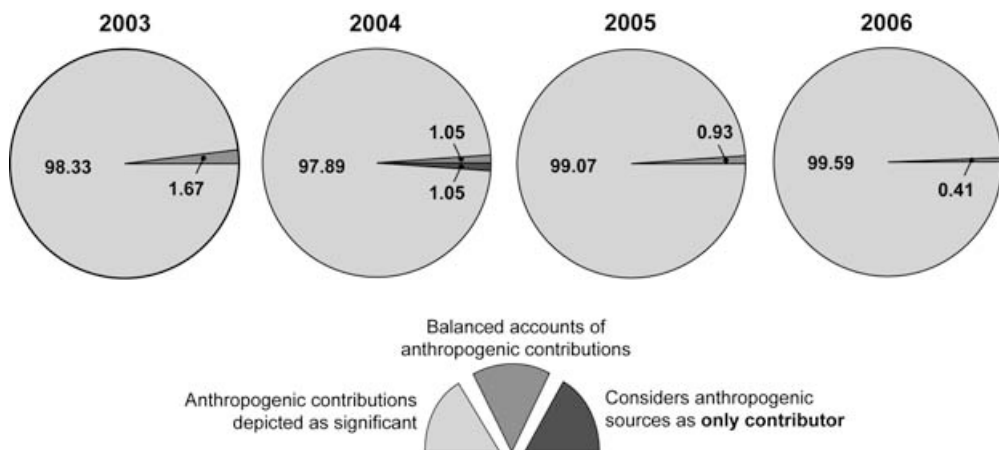 2003
2004
2005
2006
98.33
1.67
97.89
1.05
1.05
99.07
0.93
99.59
0.41
Balanced accounts of
anthropogenic contributions
Anthropogenic contributions
depicted as significant
Considers anthropogenic
sources as only contributor